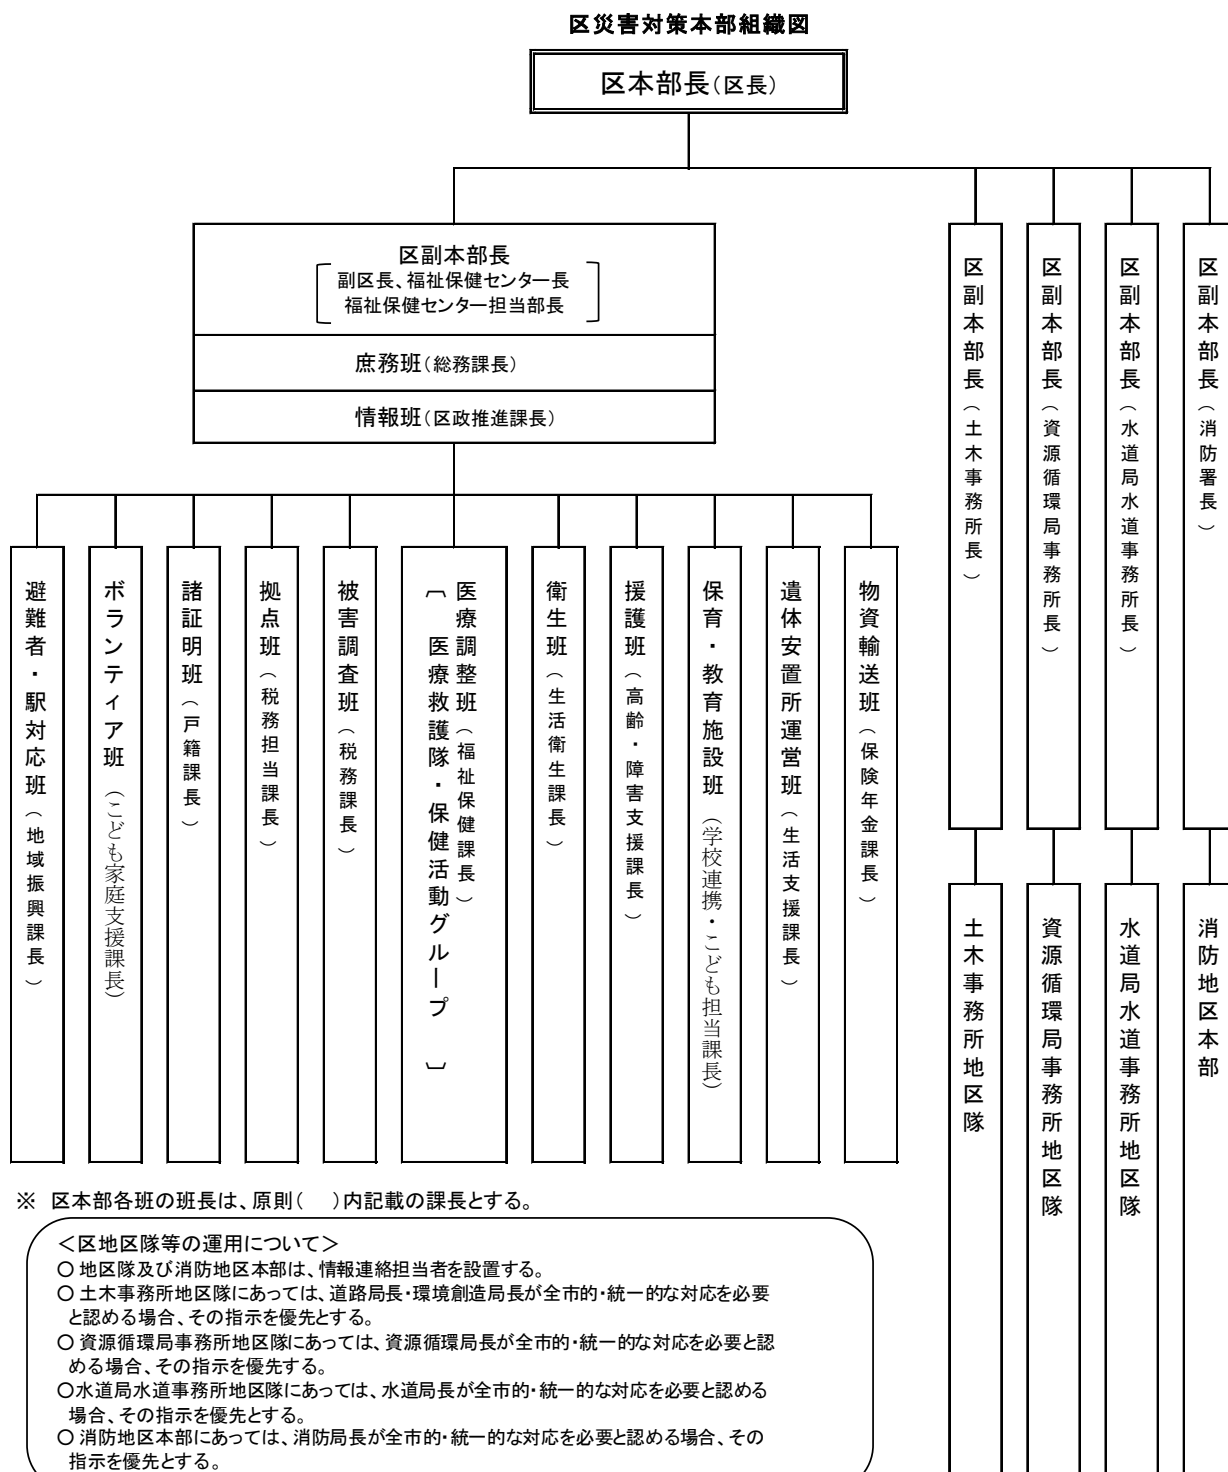 区災害対策本部組織図
区本部長(区長)
区副本部長
副区長、福祉保健センター長
福祉保健センター担当部長
庶務班(総務課長)
情報班(区政推進課長)
区副本部長(土木事務所長)
区副本部長(資源循環局事務所長)
区副本部長(水道局水道事務所長)
区副本部長(消防署長)
避難者・駅対応班(地域振興課長)
ボランティア班(こども家庭支援課長)
諸証明班(戸籍課長)
拠点班(税務担当課長)
被害調査班(税務課長)
医療調整班(福祉保健課長)
〔医療救護隊・保健活動グループ 〕
衛生班(生活衛生課長)
援護班(高齢・障害支援課長)
保育・教育施設班(学校連携・こども担当課長)
遺体安置所運営班(生活支援課長)
物資輸送班(保険年金課長)
土木事務所地区隊
資源循環局事務所地区隊
水道局水道事務所地区隊
消防地区本部
※ 区本部各班の班長は、原則( )内記載の課長とする。
<区地区隊等の運用について>
○ 地区隊及び消防地区本部は、情報連絡担当者を設置する。
○ 土木事務所地区隊にあっては、道路局長・環境創造局長が全市的・統一的な対応を必要
と認める場合、その指示を優先とする。
○ 資源循環局事務所地区隊にあっては、資源循環局長が全市的・統一的な対応を必要と認
める場合、その指示を優先する。
○水道局水道事務所地区隊にあっては、水道局長が全市的・統一的な対応を必要と認める
場合、その指示を優先とする。
○ 消防地区本部にあっては、消防局長が全市的・統一的な対応を必要と認める場合、その
指示を優先とする。